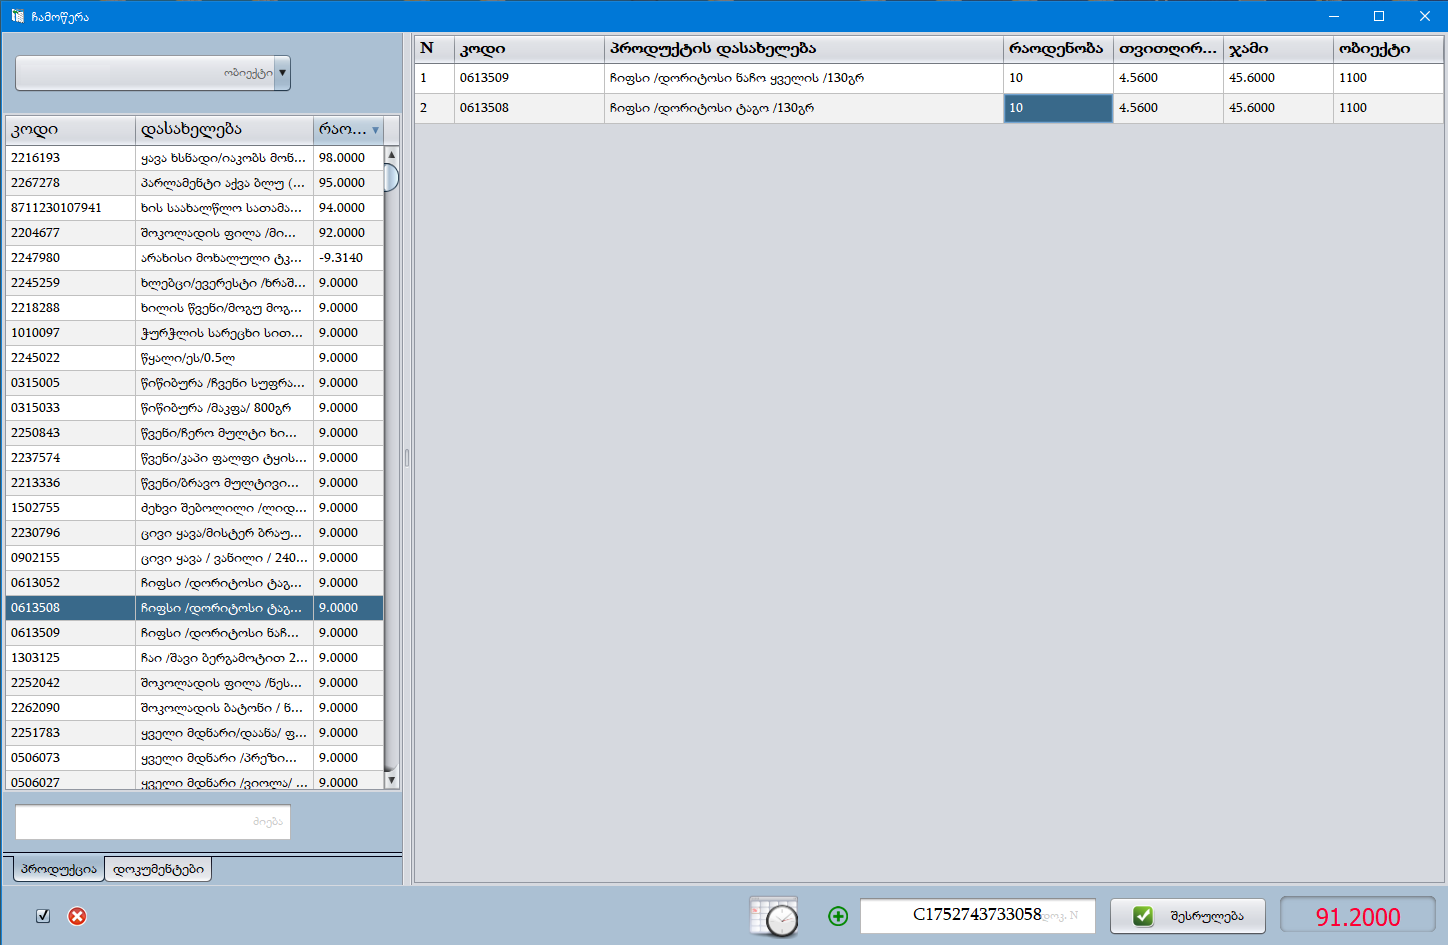 ჩამოწერა
ობიექტი
კოდი დასახელება რაო...
2216193 ყავა ხსნადი/იაკობს მონ... 98.0000
2267278 პარლამენტი აქვა ბლუ (... 95.0000
8711230107941 ხის საახალწლო სათამა... 94.0000
2204677 შოკოლადის ფილა /მი... 92.0000
2247980 არახისი მოხალული ტკ... -9.3140
2245259 ხლებცი/ევერესტი /ხრაშ... 9.0000
2218288 ხილის წვენი/მოგუ მოგ... 9.0000
1010097 ჭურჭლის სარეცხი სით... 9.0000
2245022 წყალი/ეს/0.5ლ 9.0000
0315005 წიწიბურა /ჩვენი სუფრა... 9.0000
0315033 წიწიბურა /მაკფა/ 800გრ 9.0000
2250843 წვენი/ჩერო მულტი ხი... 9.0000
2237574 წვენი/კაპი ფალფი ტყის... 9.0000
2213336 წვენი/ბრავო მულტივი... 9.0000
1502755 ძეხვი შებოლილი /ლიდ... 9.0000
2230796 ცივი ყავა/მისტერ ბრაუ... 9.0000
0902155 ცივი ყავა / ვანილი / 240... 9.0000
0613052 ჩიფსი /დორიტოსი ტაგ... 9.0000
0613508 ჩიფსი /დორიტოსი ტაგ... 9.0000
0613509 ჩიფსი /დორიტოსი ნაჩ... 9.0000
1303125 ჩაი /შავი ბერგამოტით 2... 9.0000
2252042 შოკოლადის ფილა /ნეს... 9.0000
2262090 შოკოლადის ბატონი / ნ... 9.0000
2251783 ყველი მდნარი/დაანა/ ფ... 9.0000
0506073 ყველი მდნარი /პრეზი... 9.0000
0506027 ყველი მდნარი /ვიოლა/ ... 9.0000
ძიება
პროდუქცია დოკუმენტები
N კოდი პროდუქტის დასახელება რაოდენობა თვითღირ... ჯამი ობიექტი
1 0613509 ჩიფსი /დორიტოსი ნაჩო ყველის /130გრ 10 4.5600 45.6000 1100
2 0613508 ჩიფსი /დორიტოსი ტაგო /130გრ 10 4.5600 45.6000 1100
C1752743733058 დოკ. N
შესრულება
91.2000